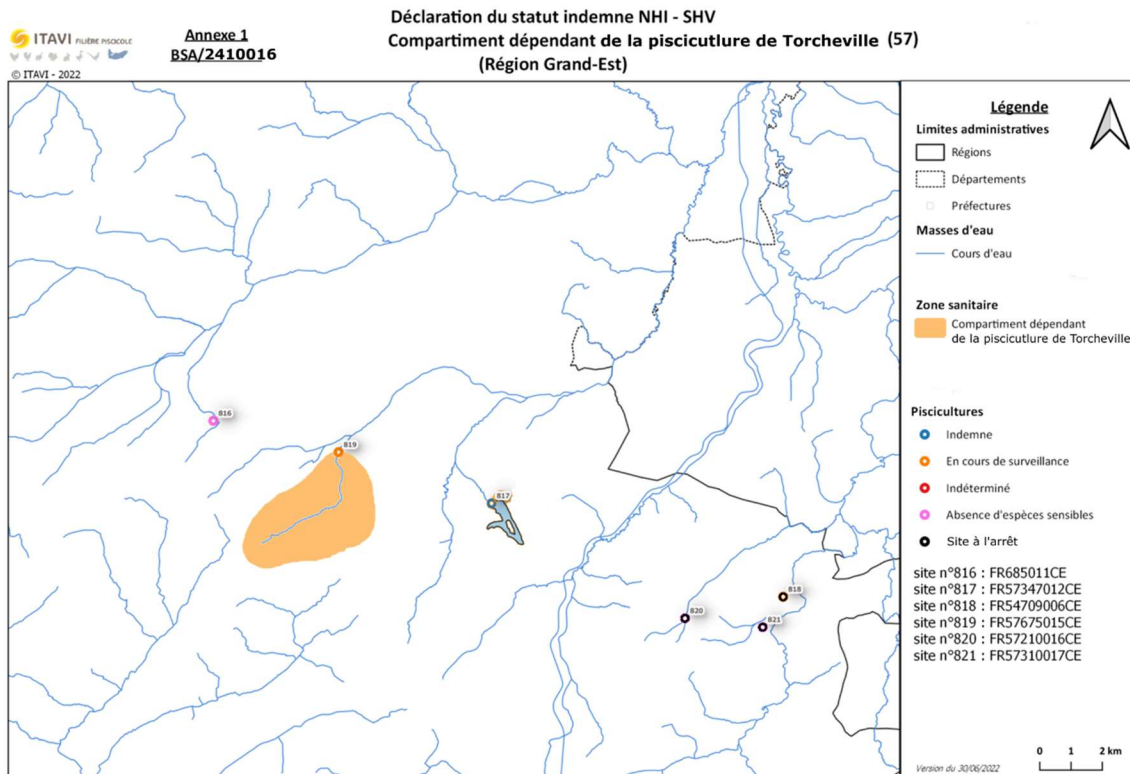 Déclaration du statut indemne NHI - SHV
Compartiment dépendant de la piscicutlure de Torcheville (57)
(Région Grand-Est)
ITAVI FILIÈRE PISCICOLE
Annexe 1
BSA/2410016
© ITAVI - 2022
816
819
817
818
820
821
Légende
Limites administratives
Régions
Départements
Préfectures
Masses d'eau
Cours d'eau
Zone sanitaire
Compartiment dépendant
de la piscicutlure de Torcheville
Piscicultures
Indemne
En cours de surveillance
Indéterminé
Absence d'espèces sensibles
Site à l'arrêt
site n°816 : FR685011CE
site n°817 : FR57347012CE
site n°818 : FR54709006CE
site n°819 : FR57675015CE
site n°820 : FR57210016CE
site n°821 : FR57310017CE
0 1 2 km
Version du 30/06/2022